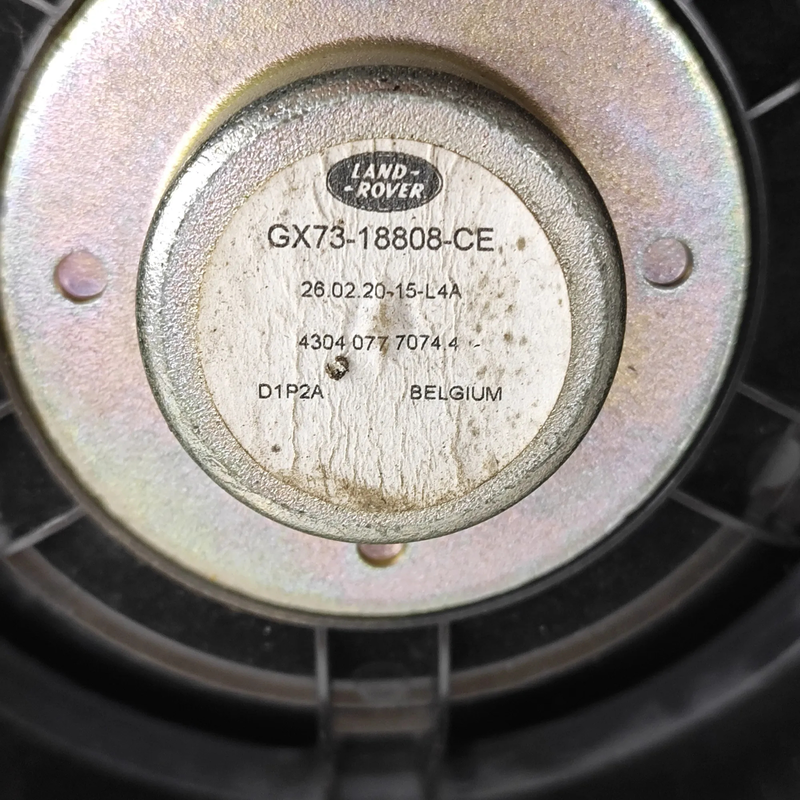 LAND-
-ROVER
GX73-18808-CE
26.02.20-15-L4A
4304 077 7074.4 -
D1P2A BELGIUM